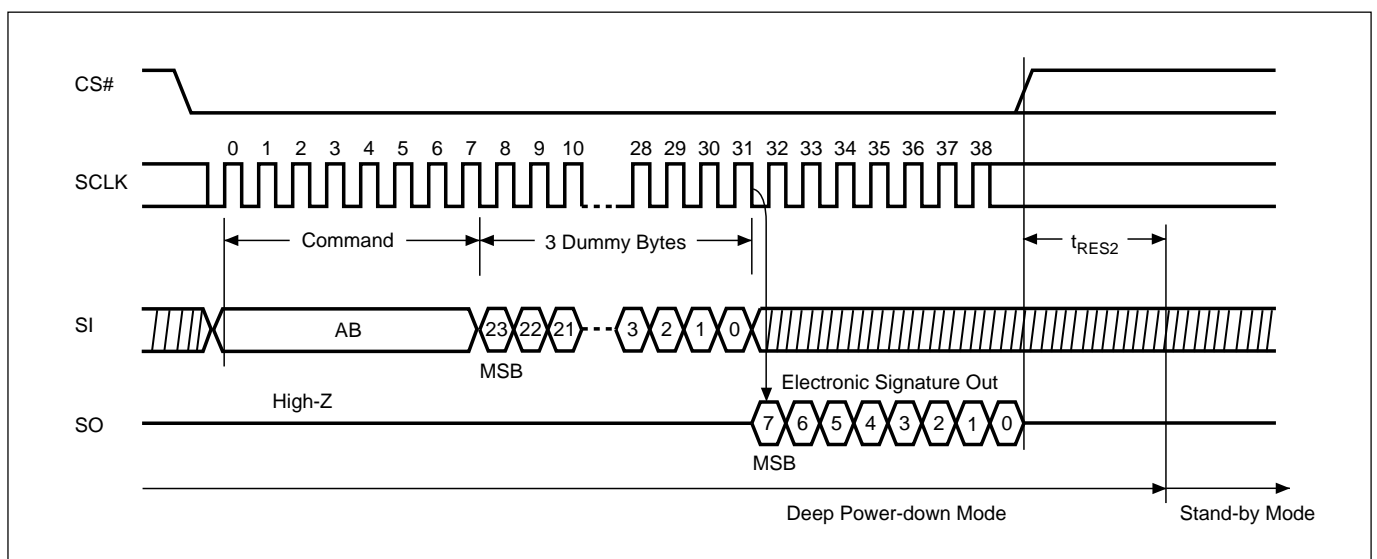 CS#
0 1 2 3 4 5 6 7 8 9 10 28 29 30 31 32 33 34 35 36 37 38
SCLK
Command 3 Dummy Bytes tRES2
SI AB 23 22 21 3 2 1 0
MSB
Electronic Signature Out
High-Z
SO 7 6 5 4 3 2 1 0
MSB
Deep Power-down Mode Stand-by Mode